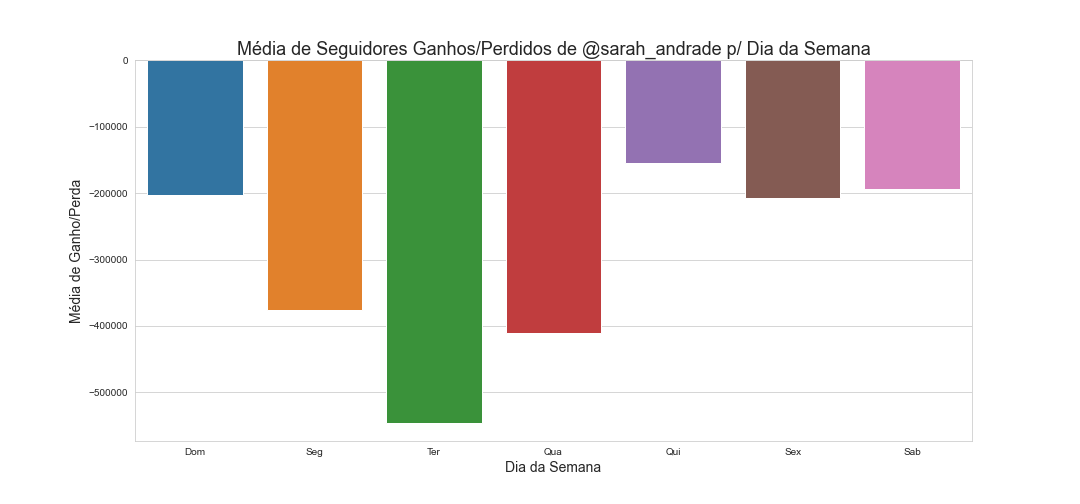 Média de Seguidores Ganhos/Perdidos de @sarah_andrade p/ Dia da Semana
Média de Ganho/Perda
0
−100000
−200000
−300000
−400000
−500000
Dom Seg Ter Qua Qui Sex Sab
Dia da Semana